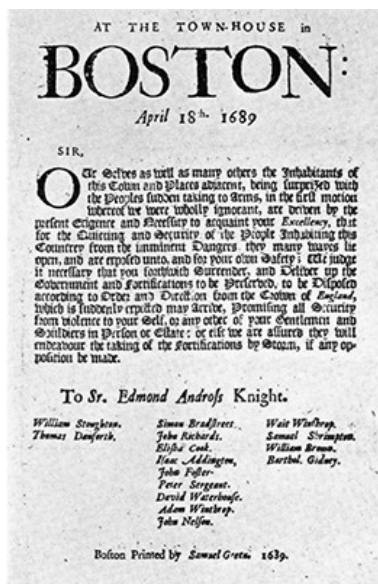 AT THE TOWN-HOUSE in
BOSTON:
April 18th. 1689
SIR,
OUr Selves as well as many others the Inhabitants of
this Town and Places adjacent, being surprized with
the Peoples sudden taking to Arms, in the first motion
whereof we were wholly ignorant, are driven by the
present Exigence and Necessity to acquaint your Excellency, that
for the Quieting and Security of the People Inhabiting this
Countrey from the imminent Dangers they many wayes lie
open, and are exposed unto, and for your own Safety; We judge
it necessary that you forthwith Surrender, and Deliver up the
Government and Fortifications to be Preserved, to be Disposed
according to Order and Direction from the Crown of England,
which is suddenly expected may Arrive, Promising all Security
from violence to your Self, or any other of your Gentlemen and
Souldiers in Person or Estate: or else we are assured they will
endeavour the taking of the Fortifications by Storm, if any op-
position be made.
To Sr. Edmond Andross Knight.
William Stoughton. Simon Bradstreet. Wait Winthrop.
Thomas Danforth. John Richards. Samuel Shrimpton.
Elisha Cook. William Brown.
Isaac Addington, Barthol. Gidney.
John Foster.
Peter Sergeant.
David Waterhouse.
Adam Winthrop.
John Nelson.
Boston Printed by Samuel Green. 1689.